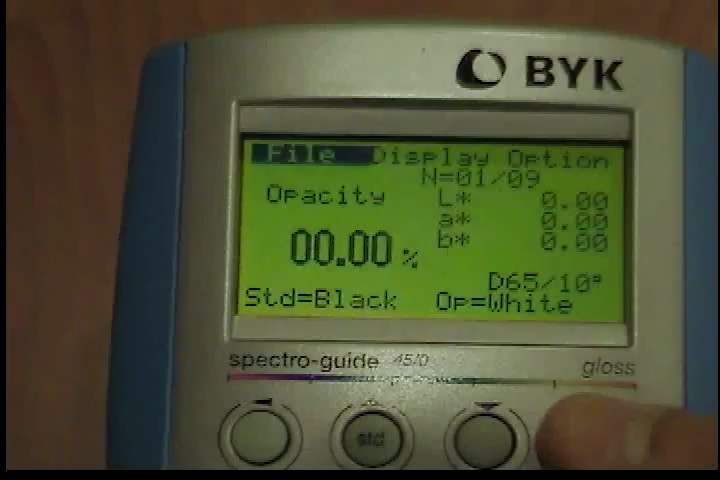 BYK
File Display Option
N=01/09
Opacity L* 0.00
a* 0.00
00.00 % b* 0.00
D65/10°
Std=Black Op=White
spectro-guide 45/0 gloss
std